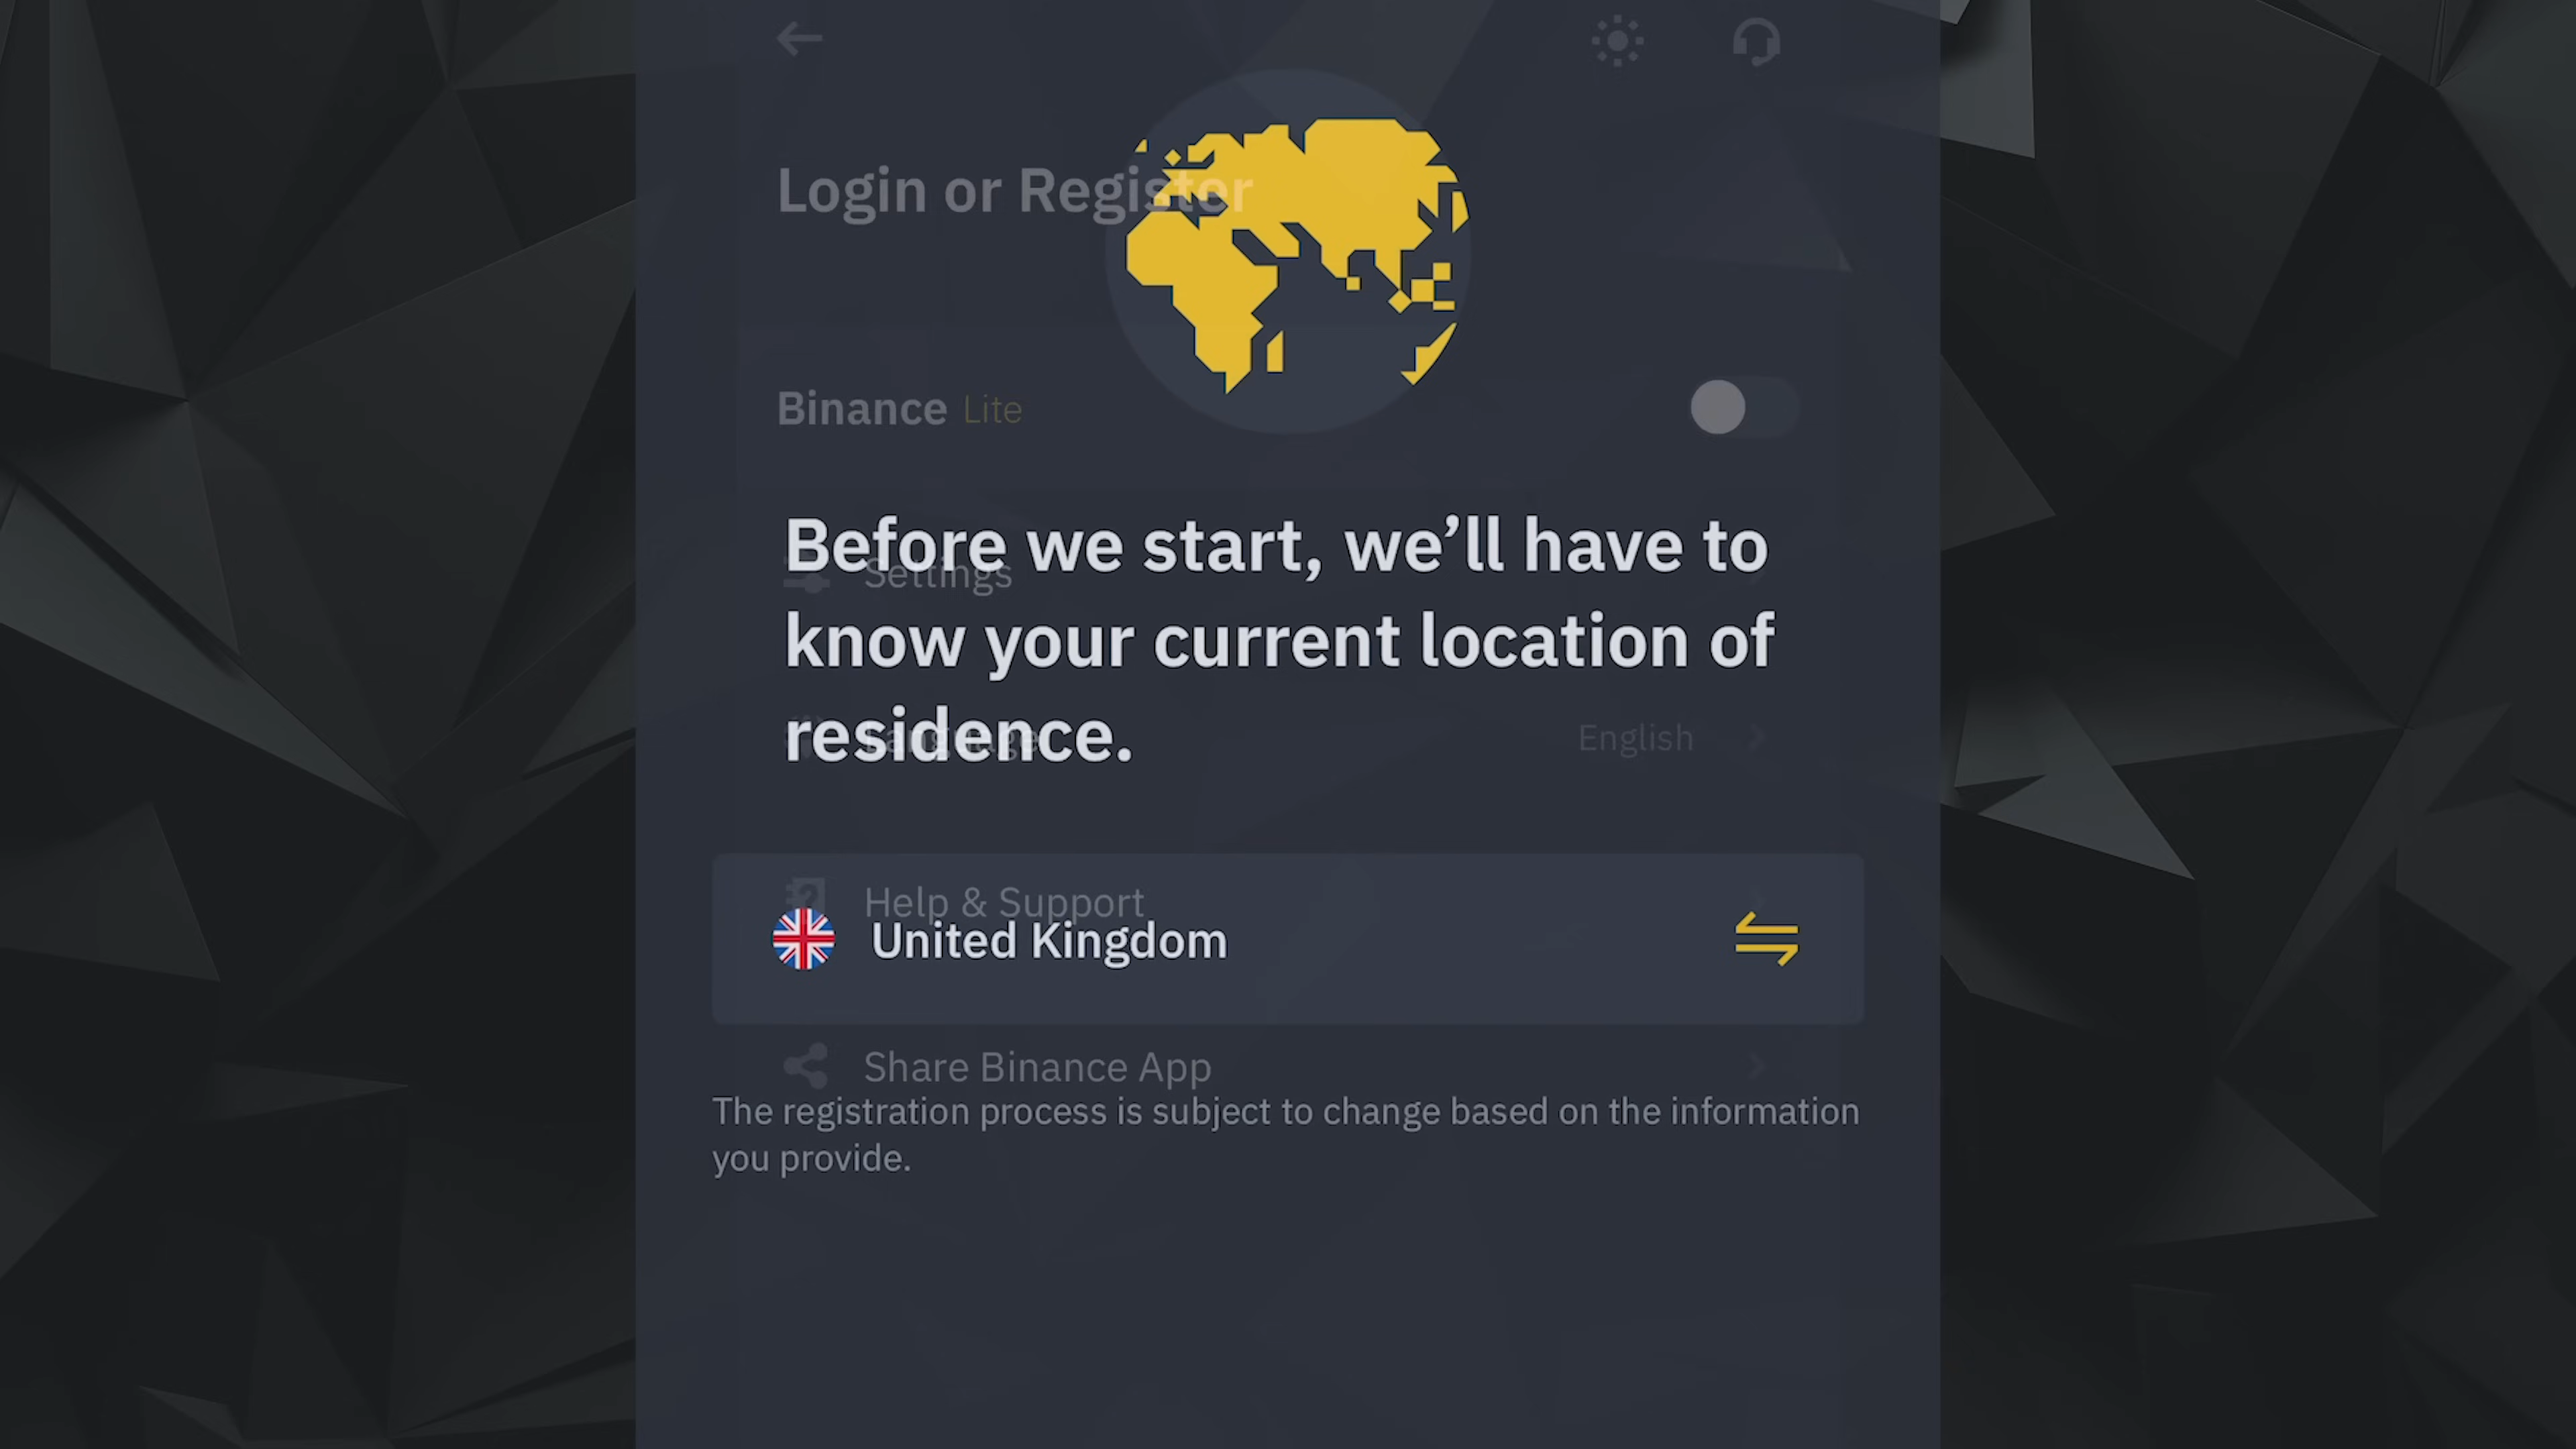 Login or Register
Binance Lite
Before we start, we'll have to
Settings
know your current location of
residence.
Language
English
Help & Support
United Kingdom
Share Binance App
The registration process is subject to change based on the information
you provide.